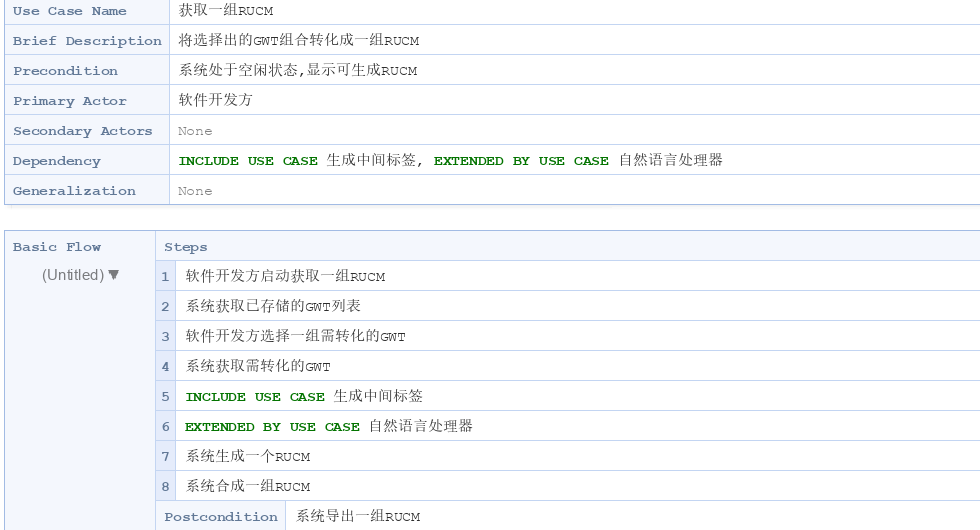 Use Case Name 获取一组RUCM
Brief Description 将选择出的GWT组合转化成一组RUCM
Precondition 系统处于空闲状态,显示可生成RUCM
Primary Actor 软件开发方
Secondary Actors None
Dependency INCLUDE USE CASE 生成中间标签, EXTENDED BY USE CASE 自然语言处理器
Generalization None
Basic Flow Steps
(Untitled) ▼
1 软件开发方启动获取一组RUCM
2 系统获取已存储的GWT列表
3 软件开发方选择一组需转化的GWT
4 系统获取需转化的GWT
5 INCLUDE USE CASE 生成中间标签
6 EXTENDED BY USE CASE 自然语言处理器
7 系统生成一个RUCM
8 系统合成一组RUCM
Postcondition 系统导出一组RUCM